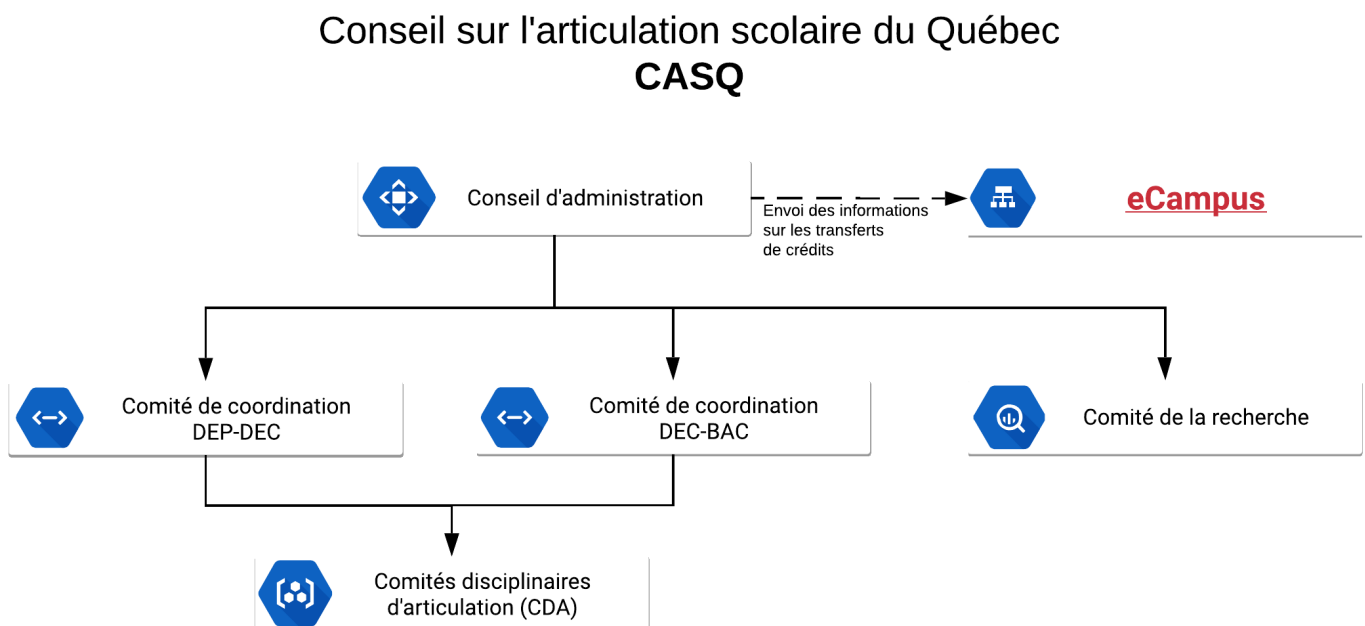 Conseil sur l'articulation scolaire du Québec
CASQ
Conseil d'administration
Envoi des informations
sur les transferts
de crédits
eCampus
Comité de coordination
DEP-DEC
Comité de coordination
DEC-BAC
Comité de la recherche
Comités disciplinaires
d'articulation (CDA)